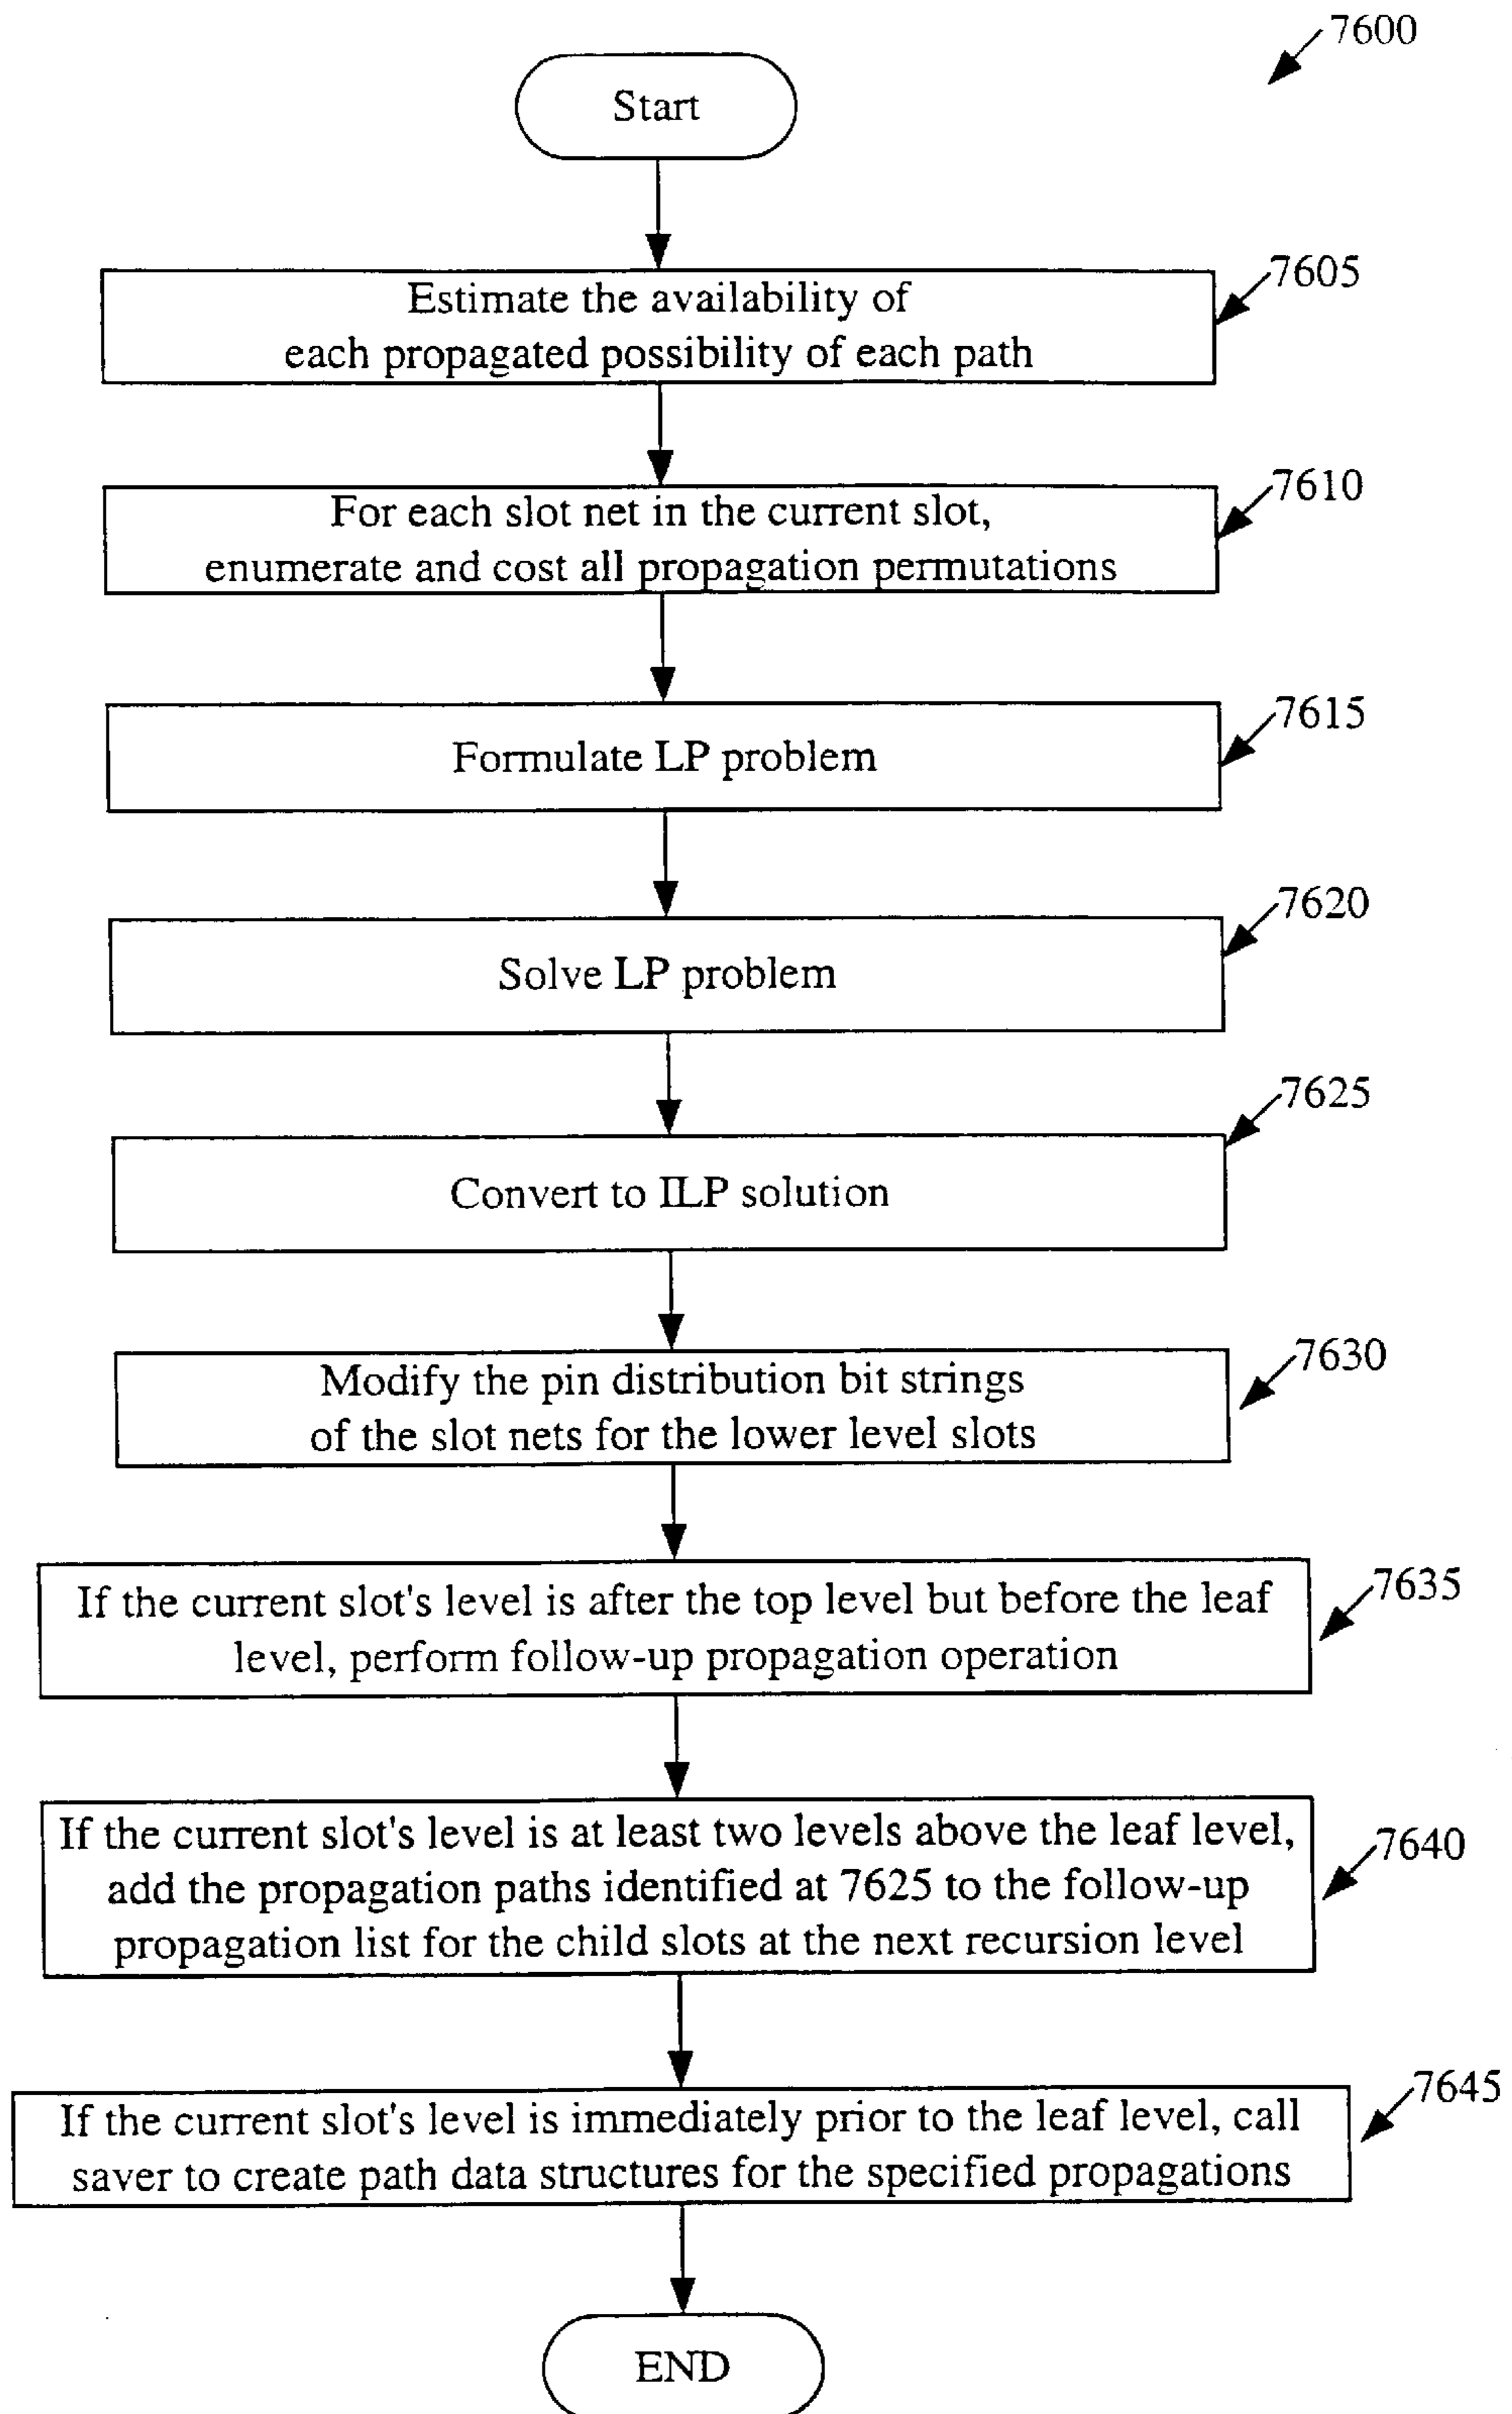 7600
Start
7605
Estimate the availability of
each propagated possibility of each path
7610
For each slot net in the current slot,
enumerate and cost all propagation permutations
7615
Formulate LP problem
7620
Solve LP problem
7625
Convert to ILP solution
7630
Modify the pin distribution bit strings
of the slot nets for the lower level slots
7635
If the current slot's level is after the top level but before the leaf
level, perform follow-up propagation operation
7640
If the current slot's level is at least two levels above the leaf level,
add the propagation paths identified at 7625 to the follow-up
propagation list for the child slots at the next recursion level
7645
If the current slot's level is immediately prior to the leaf level, call
saver to create path data structures for the specified propagations
END